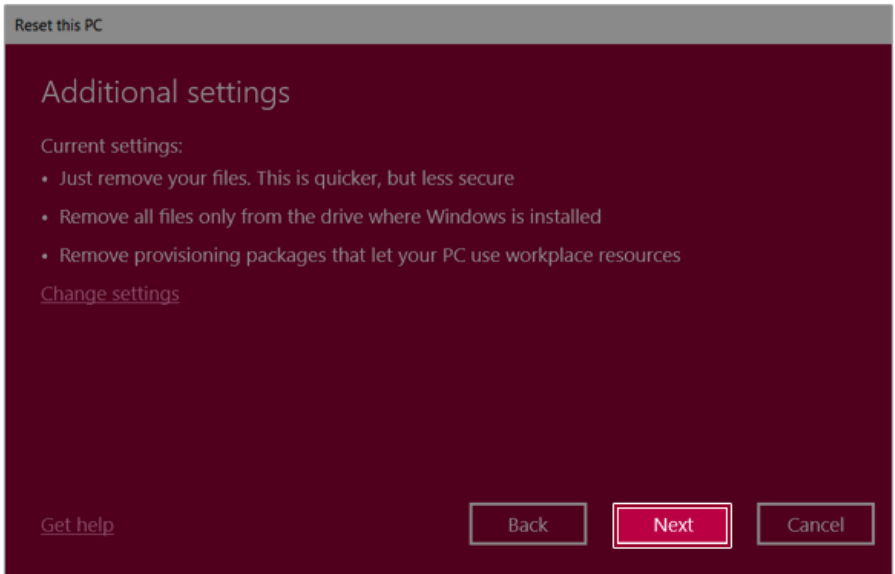 Reset this PC
Additional settings
Current settings:
• Just remove your files. This is quicker, but less secure
• Remove all files only from the drive where Windows is installed
• Remove provisioning packages that let your PC use workplace resources
Change settings
Get help Back Next Cancel